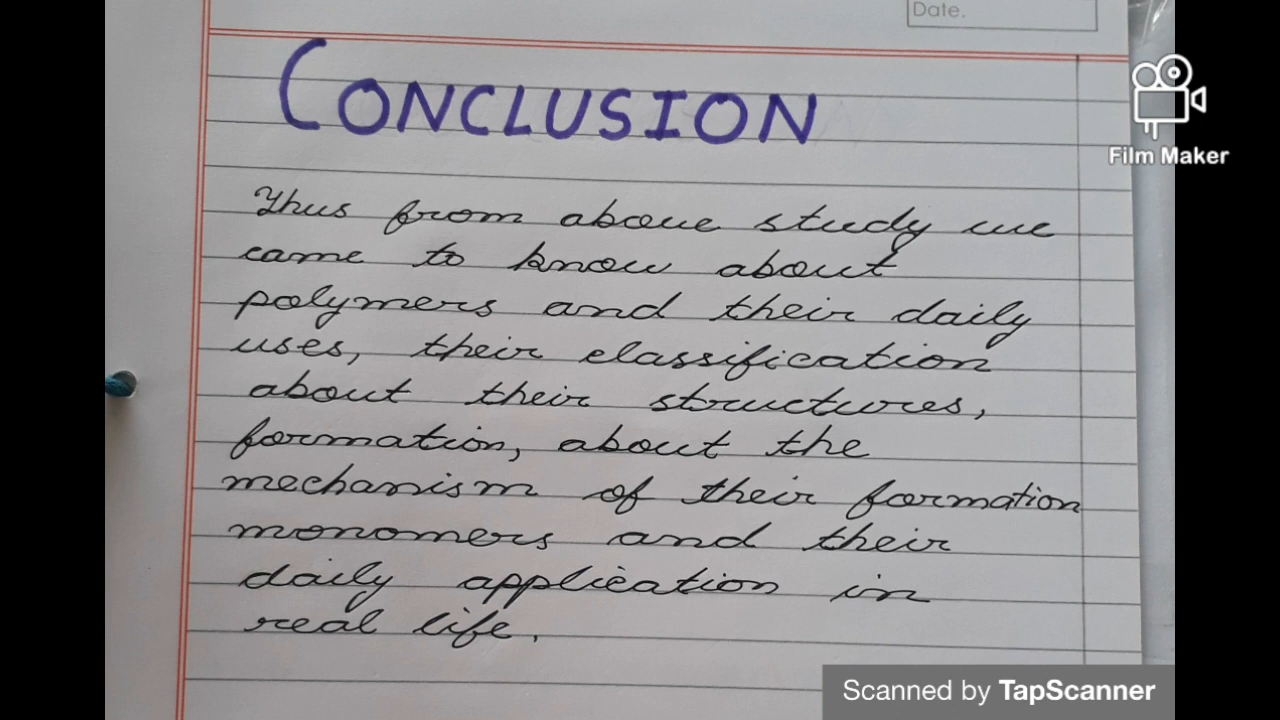 Date.
CONCLUSION
Film Maker
Thus from above study we
came to know about
polymers and their daily
uses, their classification
about their structures,
formation, about the
mechanism of their formation
monomers and their
daily application in
real life.
Scanned by TapScanner